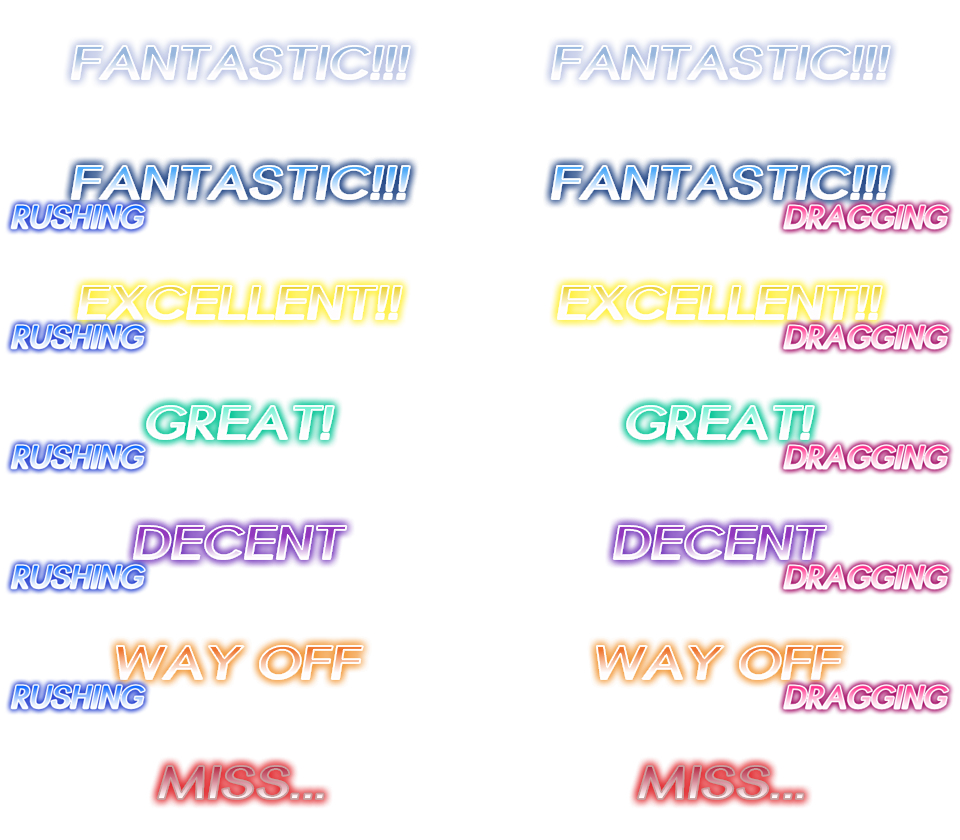 FANTASTIC!!! FANTASTIC!!!
FANTASTIC!!! FANTASTIC!!!
RUSHING DRAGGING
EXCELLENT!! EXCELLENT!!
RUSHING DRAGGING
GREAT! GREAT!
RUSHING DRAGGING
DECENT DECENT
RUSHING DRAGGING
WAY OFF WAY OFF
RUSHING DRAGGING
MISS... MISS...